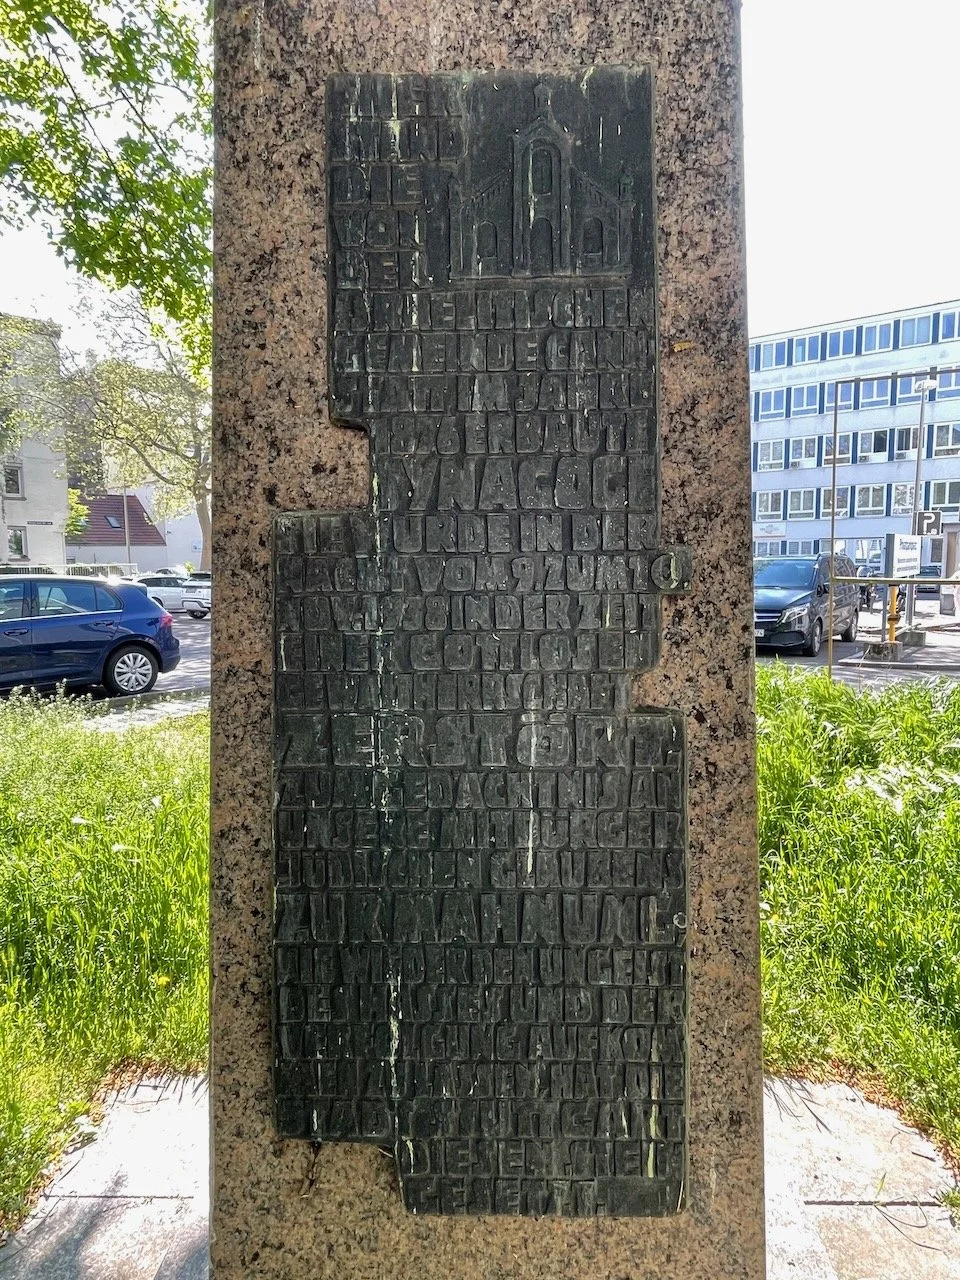 HIER
STAND
DIE
VON
DER
ISRAELITISCHEN
GEMEINDE CANN
STATT IM JAHRE
1876 ERBAUTE
SYNAGOGE
WURDE IN DER
NACHT VOM 9. ZUM 10.
NOV. 1938 IN DER ZEIT
EINER GOTTLOSEN
GEWALTHERRSCHAFT
ZERSTÖRT.
ZUM GEDÄCHTNIS AN
UNSERE MITBÜRGER
JÜDISCHEN GLAUBENS
ZUR MAHNUNG
NIE WIEDER DEN UNGEIST
DES HASSES UND DER
VERFOLGUNG AUFKOM
MEN ZU LASSEN HAT DIE
STADT STUTTGART
DIESEN STEIN
GESETZT
P